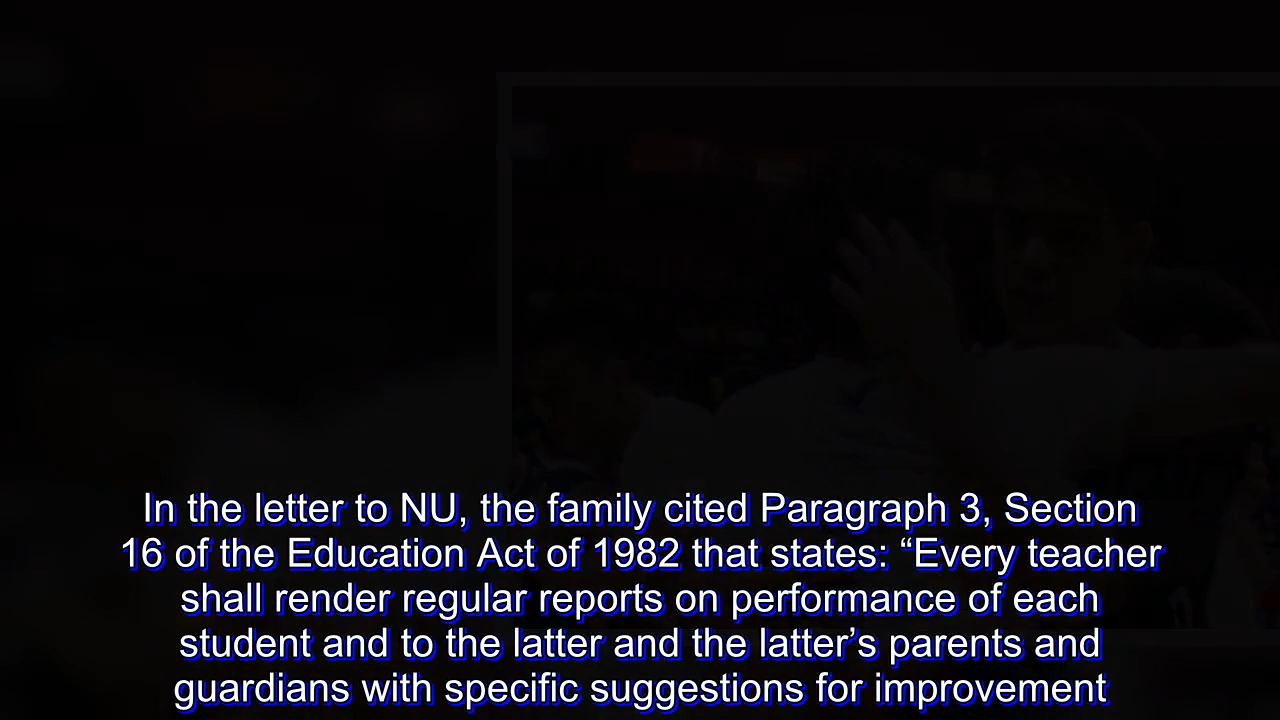 In the letter to NU, the family cited Paragraph 3, Section
16 of the Education Act of 1982 that states: “Every teacher
shall render regular reports on performance of each
student and to the latter and the latter’s parents and
guardians with specific suggestions for improvement